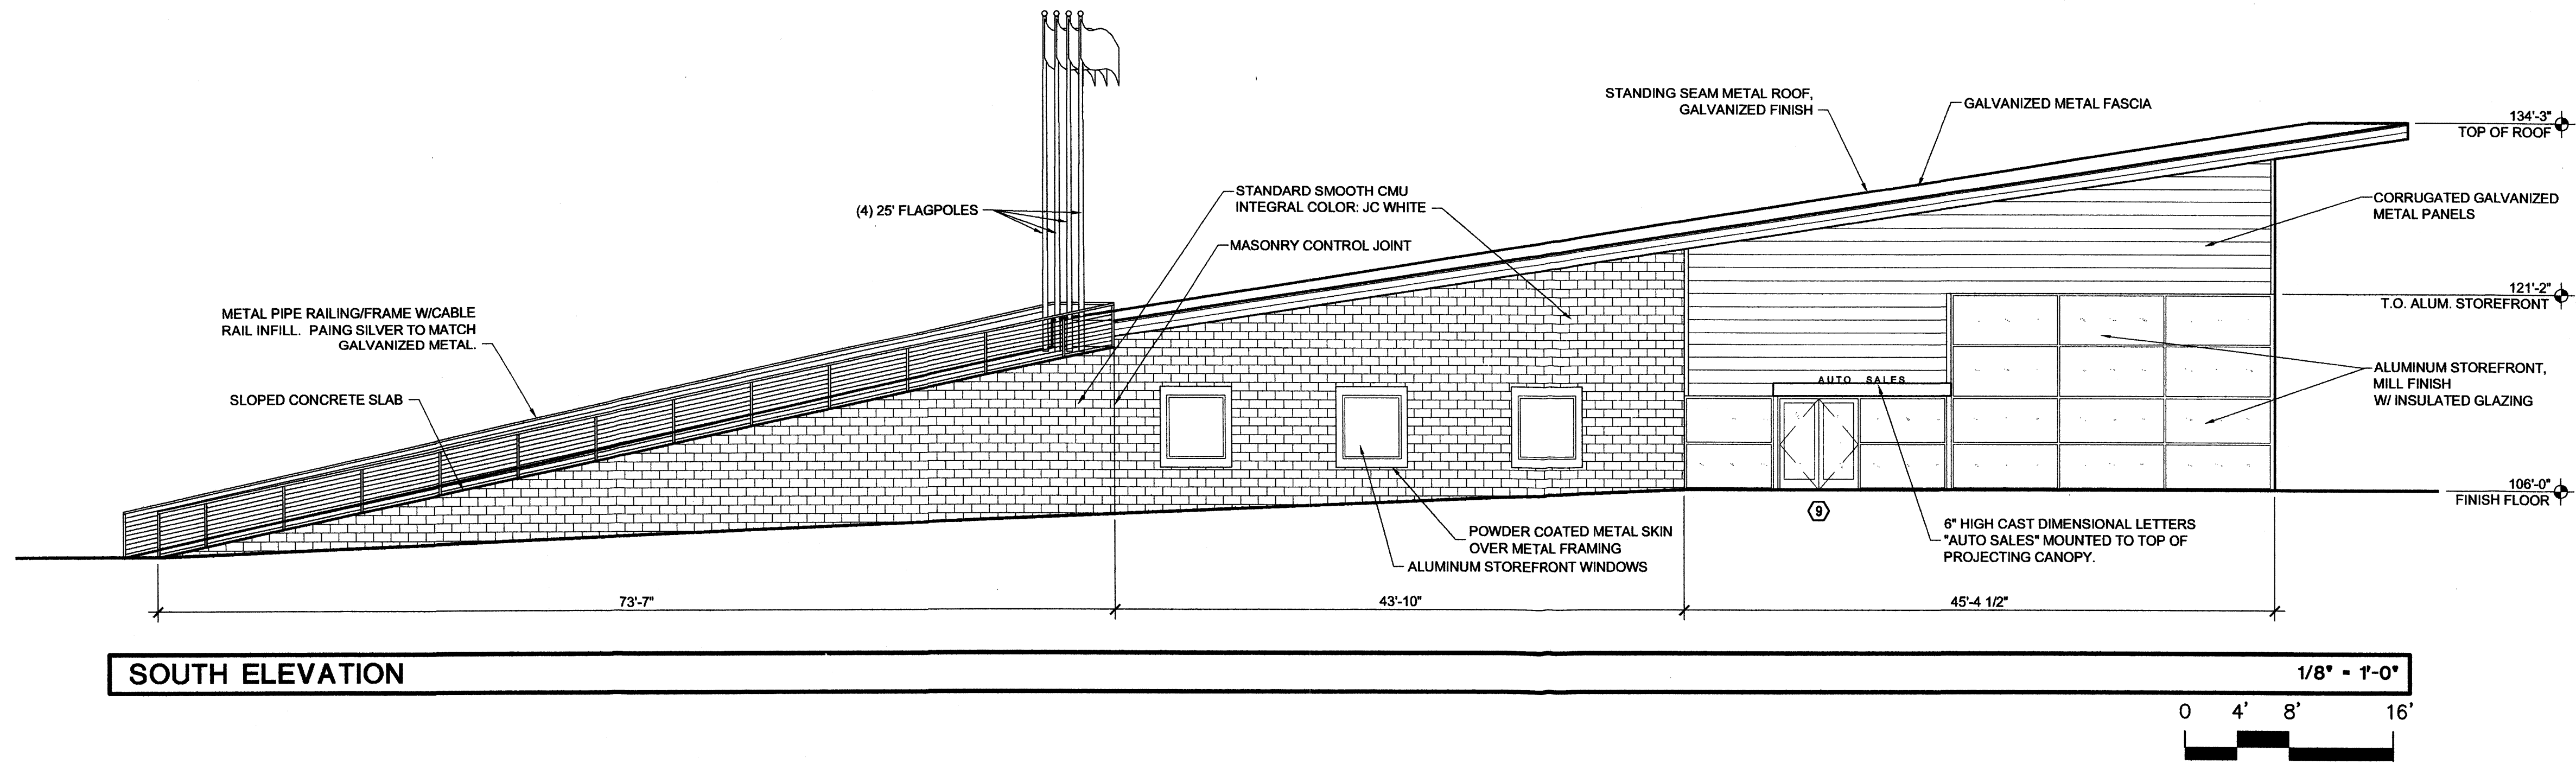 STANDING SEAM METAL ROOF,
GALVANIZED FINISH
GALVANIZED METAL FASCIA
134'-3"
TOP OF ROOF
STANDARD SMOOTH CMU
INTEGRAL COLOR: JC WHITE
CORRUGATED GALVANIZED
METAL PANELS
(4) 25' FLAGPOLES
MASONRY CONTROL JOINT
121'-2"
T.O. ALUM. STOREFRONT
METAL PIPE RAILING/FRAME W/CABLE
RAIL INFILL. PAING SILVER TO MATCH
GALVANIZED METAL.
ALUMINUM STOREFRONT,
MILL FINISH
W/ INSULATED GLAZING
AUTO SALES
SLOPED CONCRETE SLAB
106'-0"
FINISH FLOOR
9
6" HIGH CAST DIMENSIONAL LETTERS
"AUTO SALES" MOUNTED TO TOP OF
PROJECTING CANOPY.
POWDER COATED METAL SKIN
OVER METAL FRAMING
ALUMINUM STOREFRONT WINDOWS
73'-7"
43'-10"
45'-4 1/2"
SOUTH ELEVATION
1/8" = 1'-0"
0 4' 8' 16'